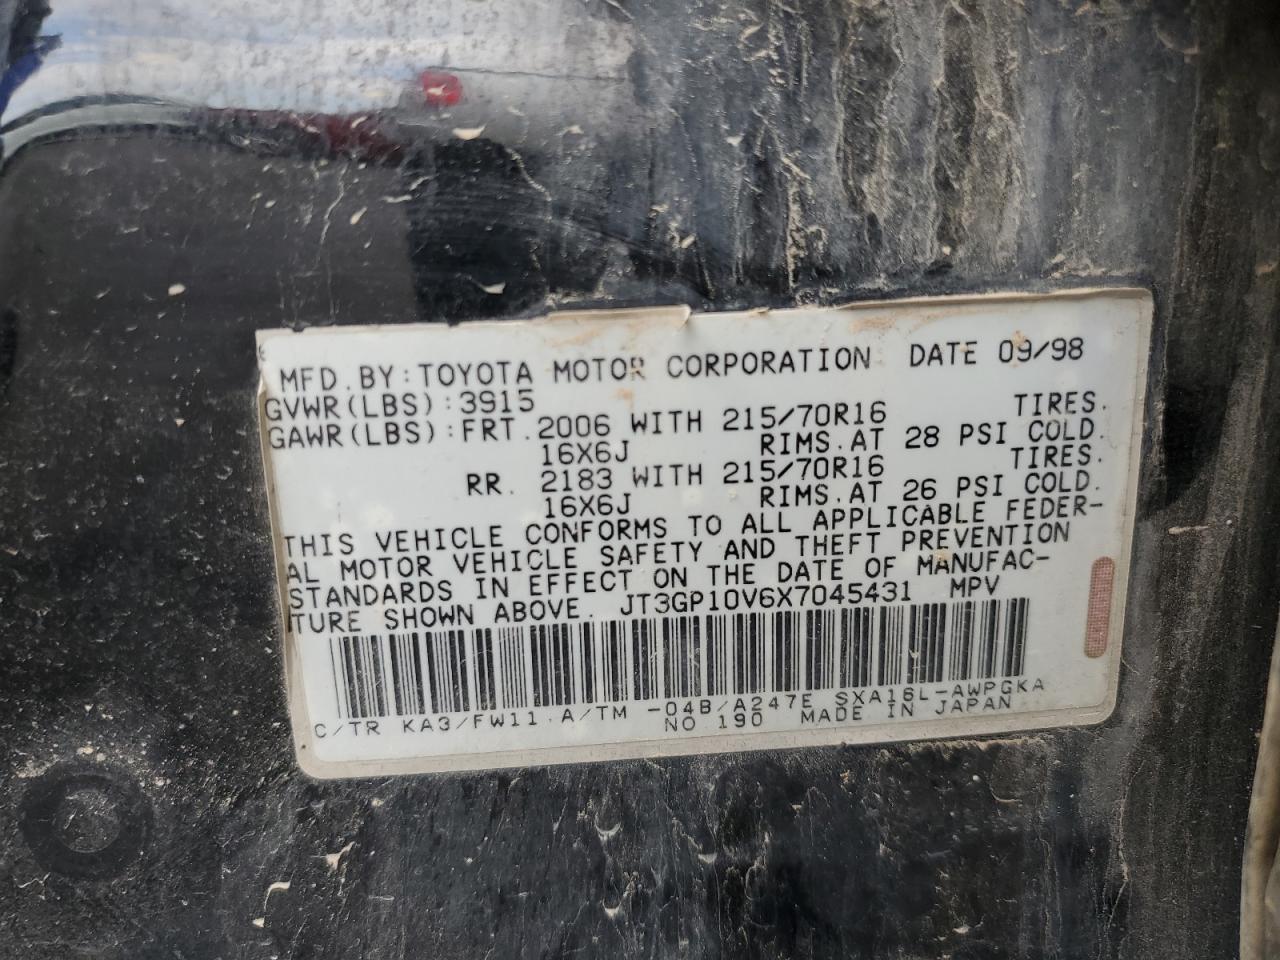 MFD.BY:TOYOTA MOTOR CORPORATION DATE 09/98
GVWR(LBS):3915
GAWR(LBS):FRT.2006 WITH 215/70R16 TIRES.
16X6J RIMS.AT 28 PSI COLD.
RR. 2183 WITH 215/70R16 TIRES.
16X6J RIMS.AT 26 PSI COLD.
THIS VEHICLE CONFORMS TO ALL APPLICABLE FEDER-
AL MOTOR VEHICLE SAFETY AND THEFT PREVENTION
STANDARDS IN EFFECT ON THE DATE OF MANUFAC-
TURE SHOWN ABOVE. JT3GP10V6X7045431 MPV
C/TR KA3/FW11 A/TM -04B/A247E SXA16L-AWPGKA
NO 190 MADE IN JAPAN